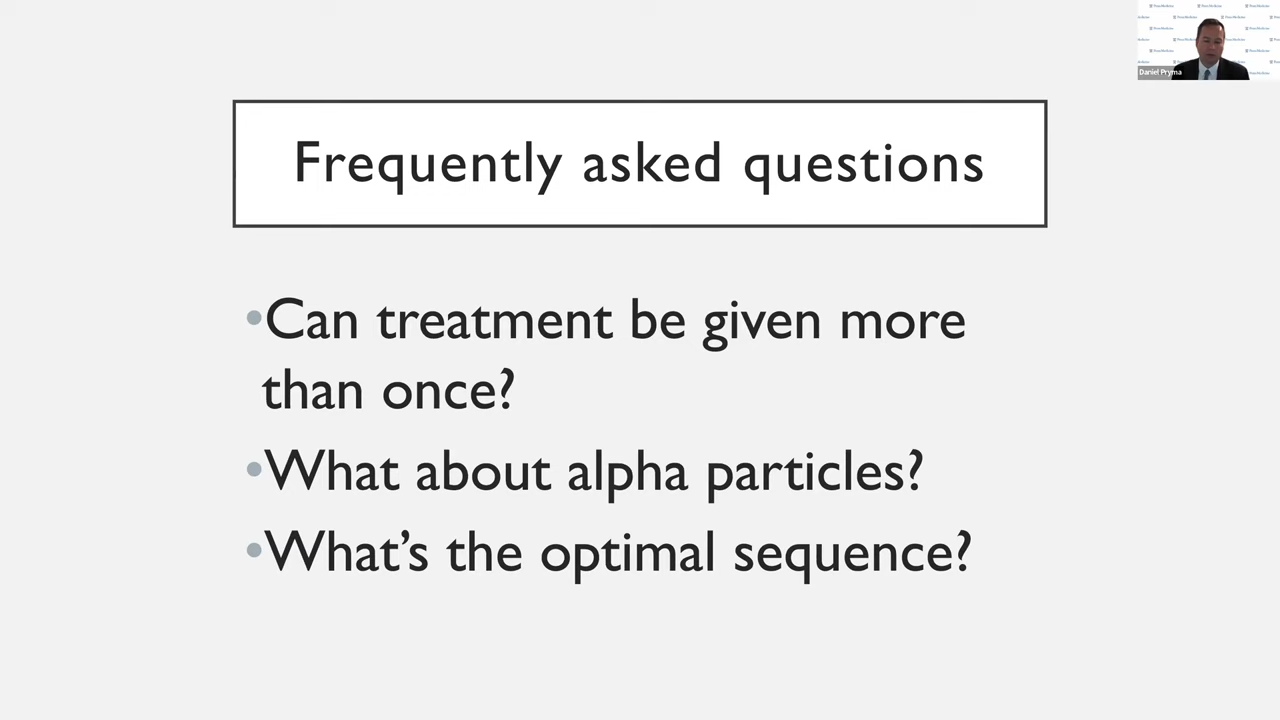 Frequently asked questions
•Can treatment be given more
than once?
•What about alpha particles?
•What's the optimal sequence?
Daniel Pryma